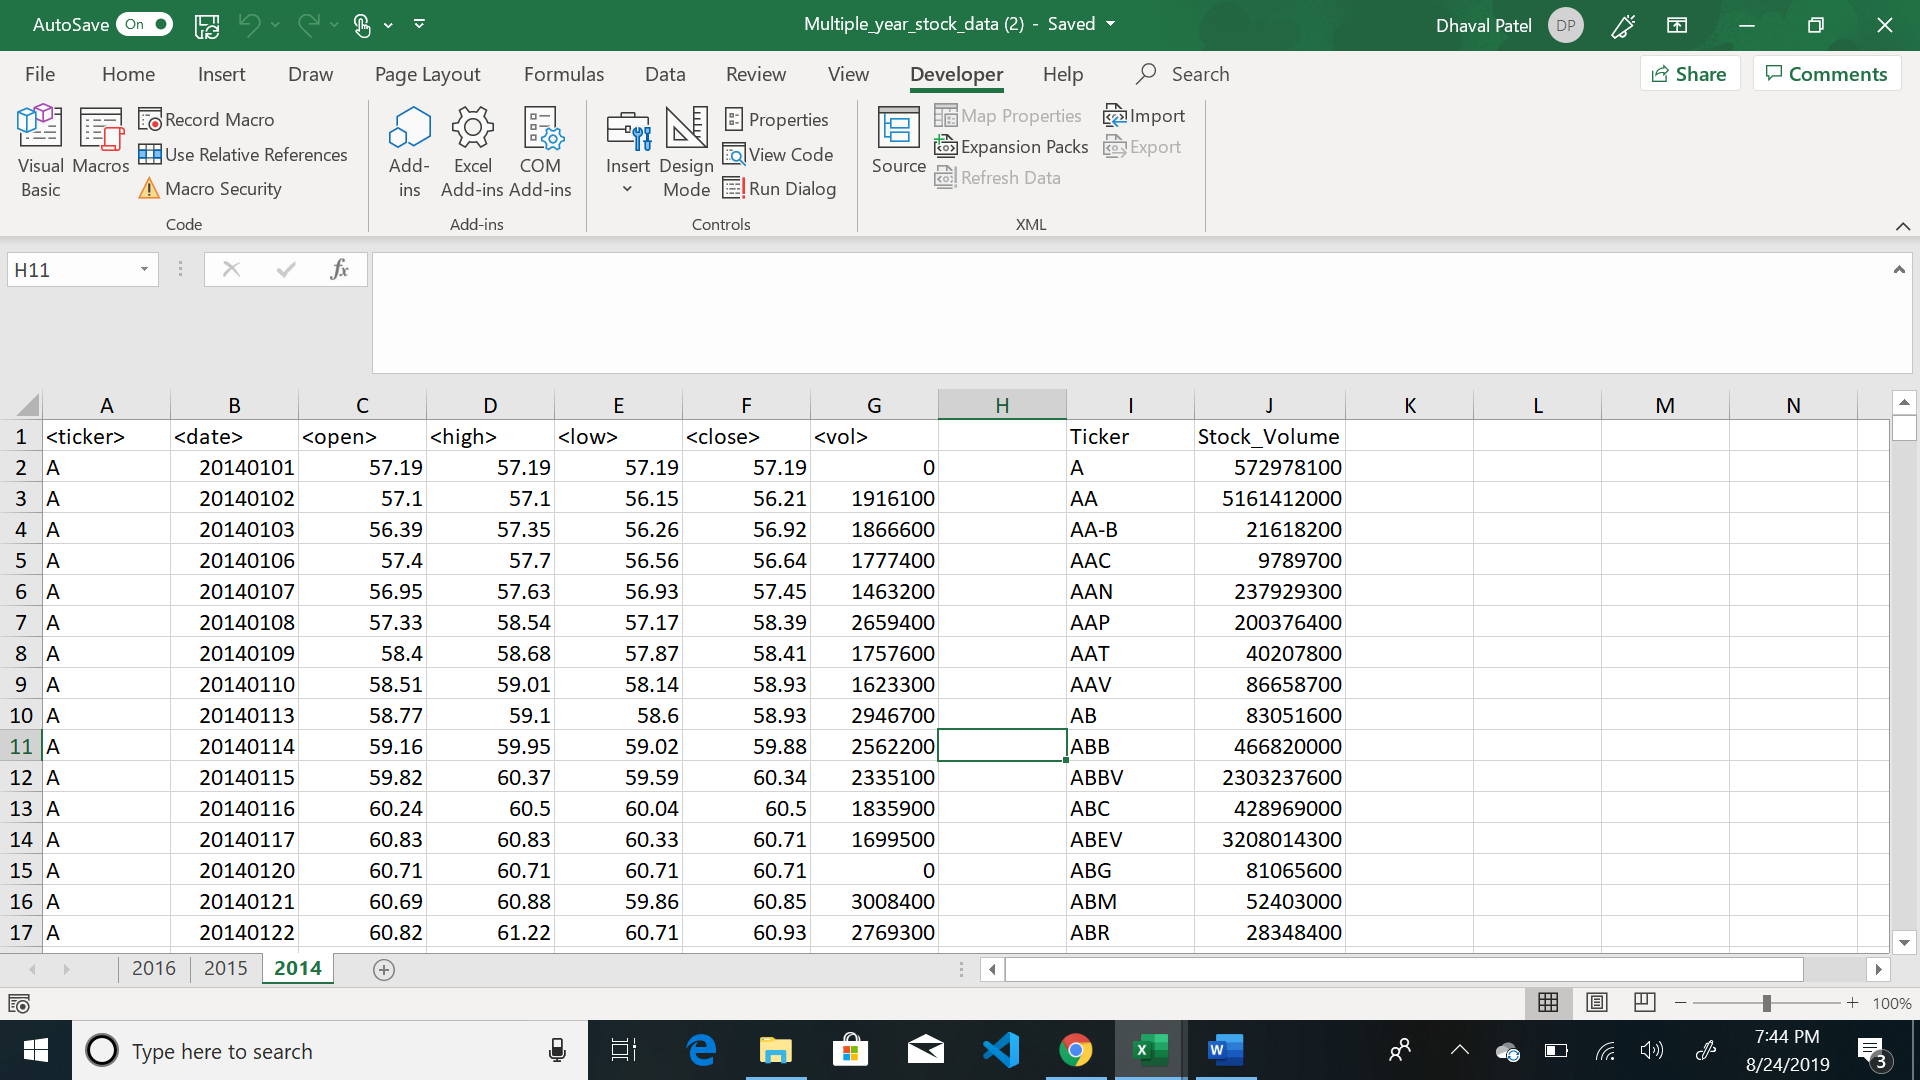 AutoSave On Multiple_year_stock_data (2) - Saved Dhaval Patel DP
File Home Insert Draw Page Layout Formulas Data Review View Developer Help Search Share Comments
Visual Basic
Macros
Record Macro
Use Relative References
Macro Security
Code
Add-ins
Excel Add-ins
COM Add-ins
Add-ins
Insert
Design Mode
Properties
View Code
Run Dialog
Controls
Source
Map Properties
Expansion Packs
Refresh Data
Import
Export
XML
H11 fx
A B C D E F G H I J K L M N
1 <ticker> <date> <open> <high> <low> <close> <vol> Ticker Stock_Volume
2 A 20140101 57.19 57.19 57.19 57.19 0 A 572978100
3 A 20140102 57.1 57.1 56.15 56.21 1916100 AA 5161412000
4 A 20140103 56.39 57.35 56.26 56.92 1866600 AA-B 21618200
5 A 20140106 57.4 57.7 56.56 56.64 1777400 AAC 9789700
6 A 20140107 56.95 57.63 56.93 57.45 1463200 AAN 237929300
7 A 20140108 57.33 58.54 57.17 58.39 2659400 AAP 200376400
8 A 20140109 58.4 58.68 57.87 58.41 1757600 AAT 40207800
9 A 20140110 58.51 59.01 58.14 58.93 1623300 AAV 86658700
10 A 20140113 58.77 59.1 58.6 58.93 2946700 AB 83051600
11 A 20140114 59.16 59.95 59.02 59.88 2562200 ABB 466820000
12 A 20140115 59.82 60.37 59.59 60.34 2335100 ABBV 2303237600
13 A 20140116 60.24 60.5 60.04 60.5 1835900 ABC 428969000
14 A 20140117 60.83 60.83 60.33 60.71 1699500 ABEV 3208014300
15 A 20140120 60.71 60.71 60.71 60.71 0 ABG 81065600
16 A 20140121 60.69 60.88 59.86 60.85 3008400 ABM 52403000
17 A 20140122 60.82 61.22 60.71 60.93 2769300 ABR 28348400
2016 2015 2014
100%
Type here to search
7:44 PM
8/24/2019
3